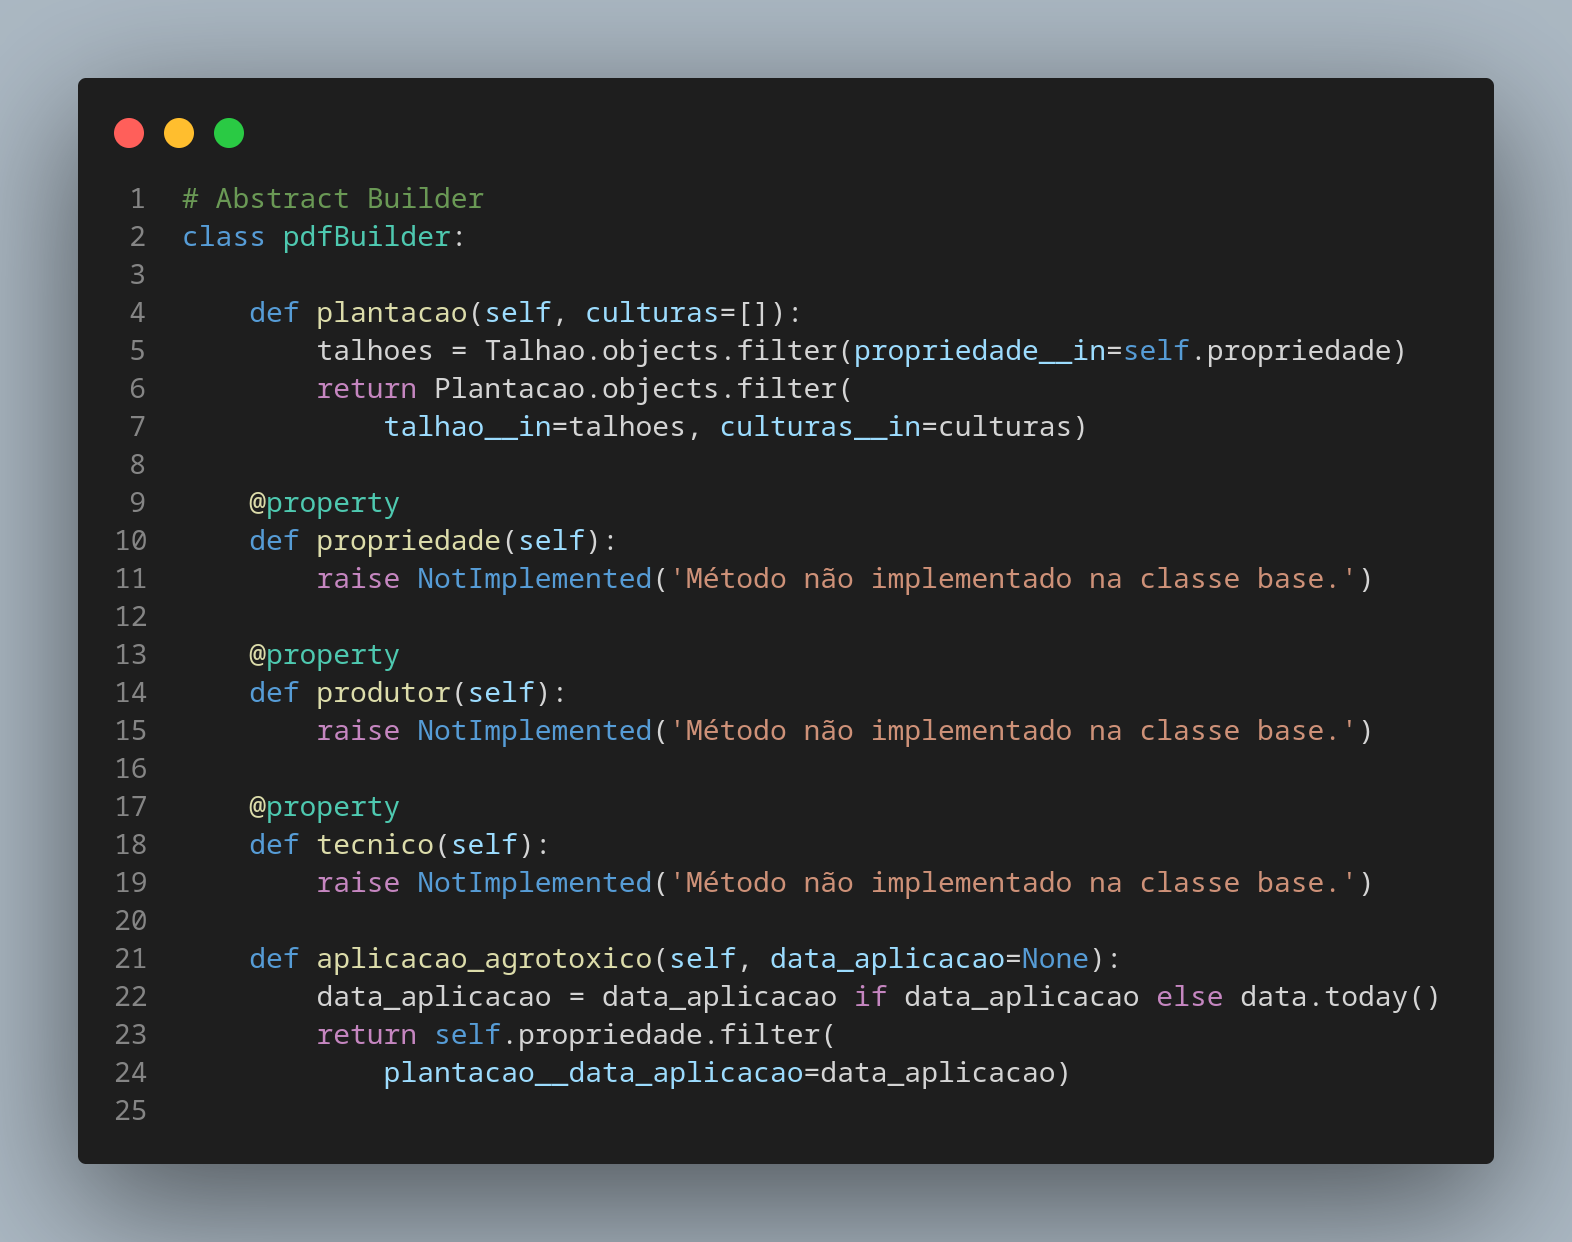 1 # Abstract Builder
2 class pdfBuilder:
3
4     def plantacao(self, culturas=[]):
5         talhoes = Talhao.objects.filter(propriedade__in=self.propriedade)
6         return Plantacao.objects.filter(
7             talhao__in=talhoes, culturas__in=culturas)
8
9     @property
10     def propriedade(self):
11         raise NotImplemented('Método não implementado na classe base.')
12
13     @property
14     def produtor(self):
15         raise NotImplemented('Método não implementado na classe base.')
16
17     @property
18     def tecnico(self):
19         raise NotImplemented('Método não implementado na classe base.')
20
21     def aplicacao_agrotoxico(self, data_aplicacao=None):
22         data_aplicacao = data_aplicacao if data_aplicacao else data.today()
23         return self.propriedade.filter(
24             plantacao__data_aplicacao=data_aplicacao)
25